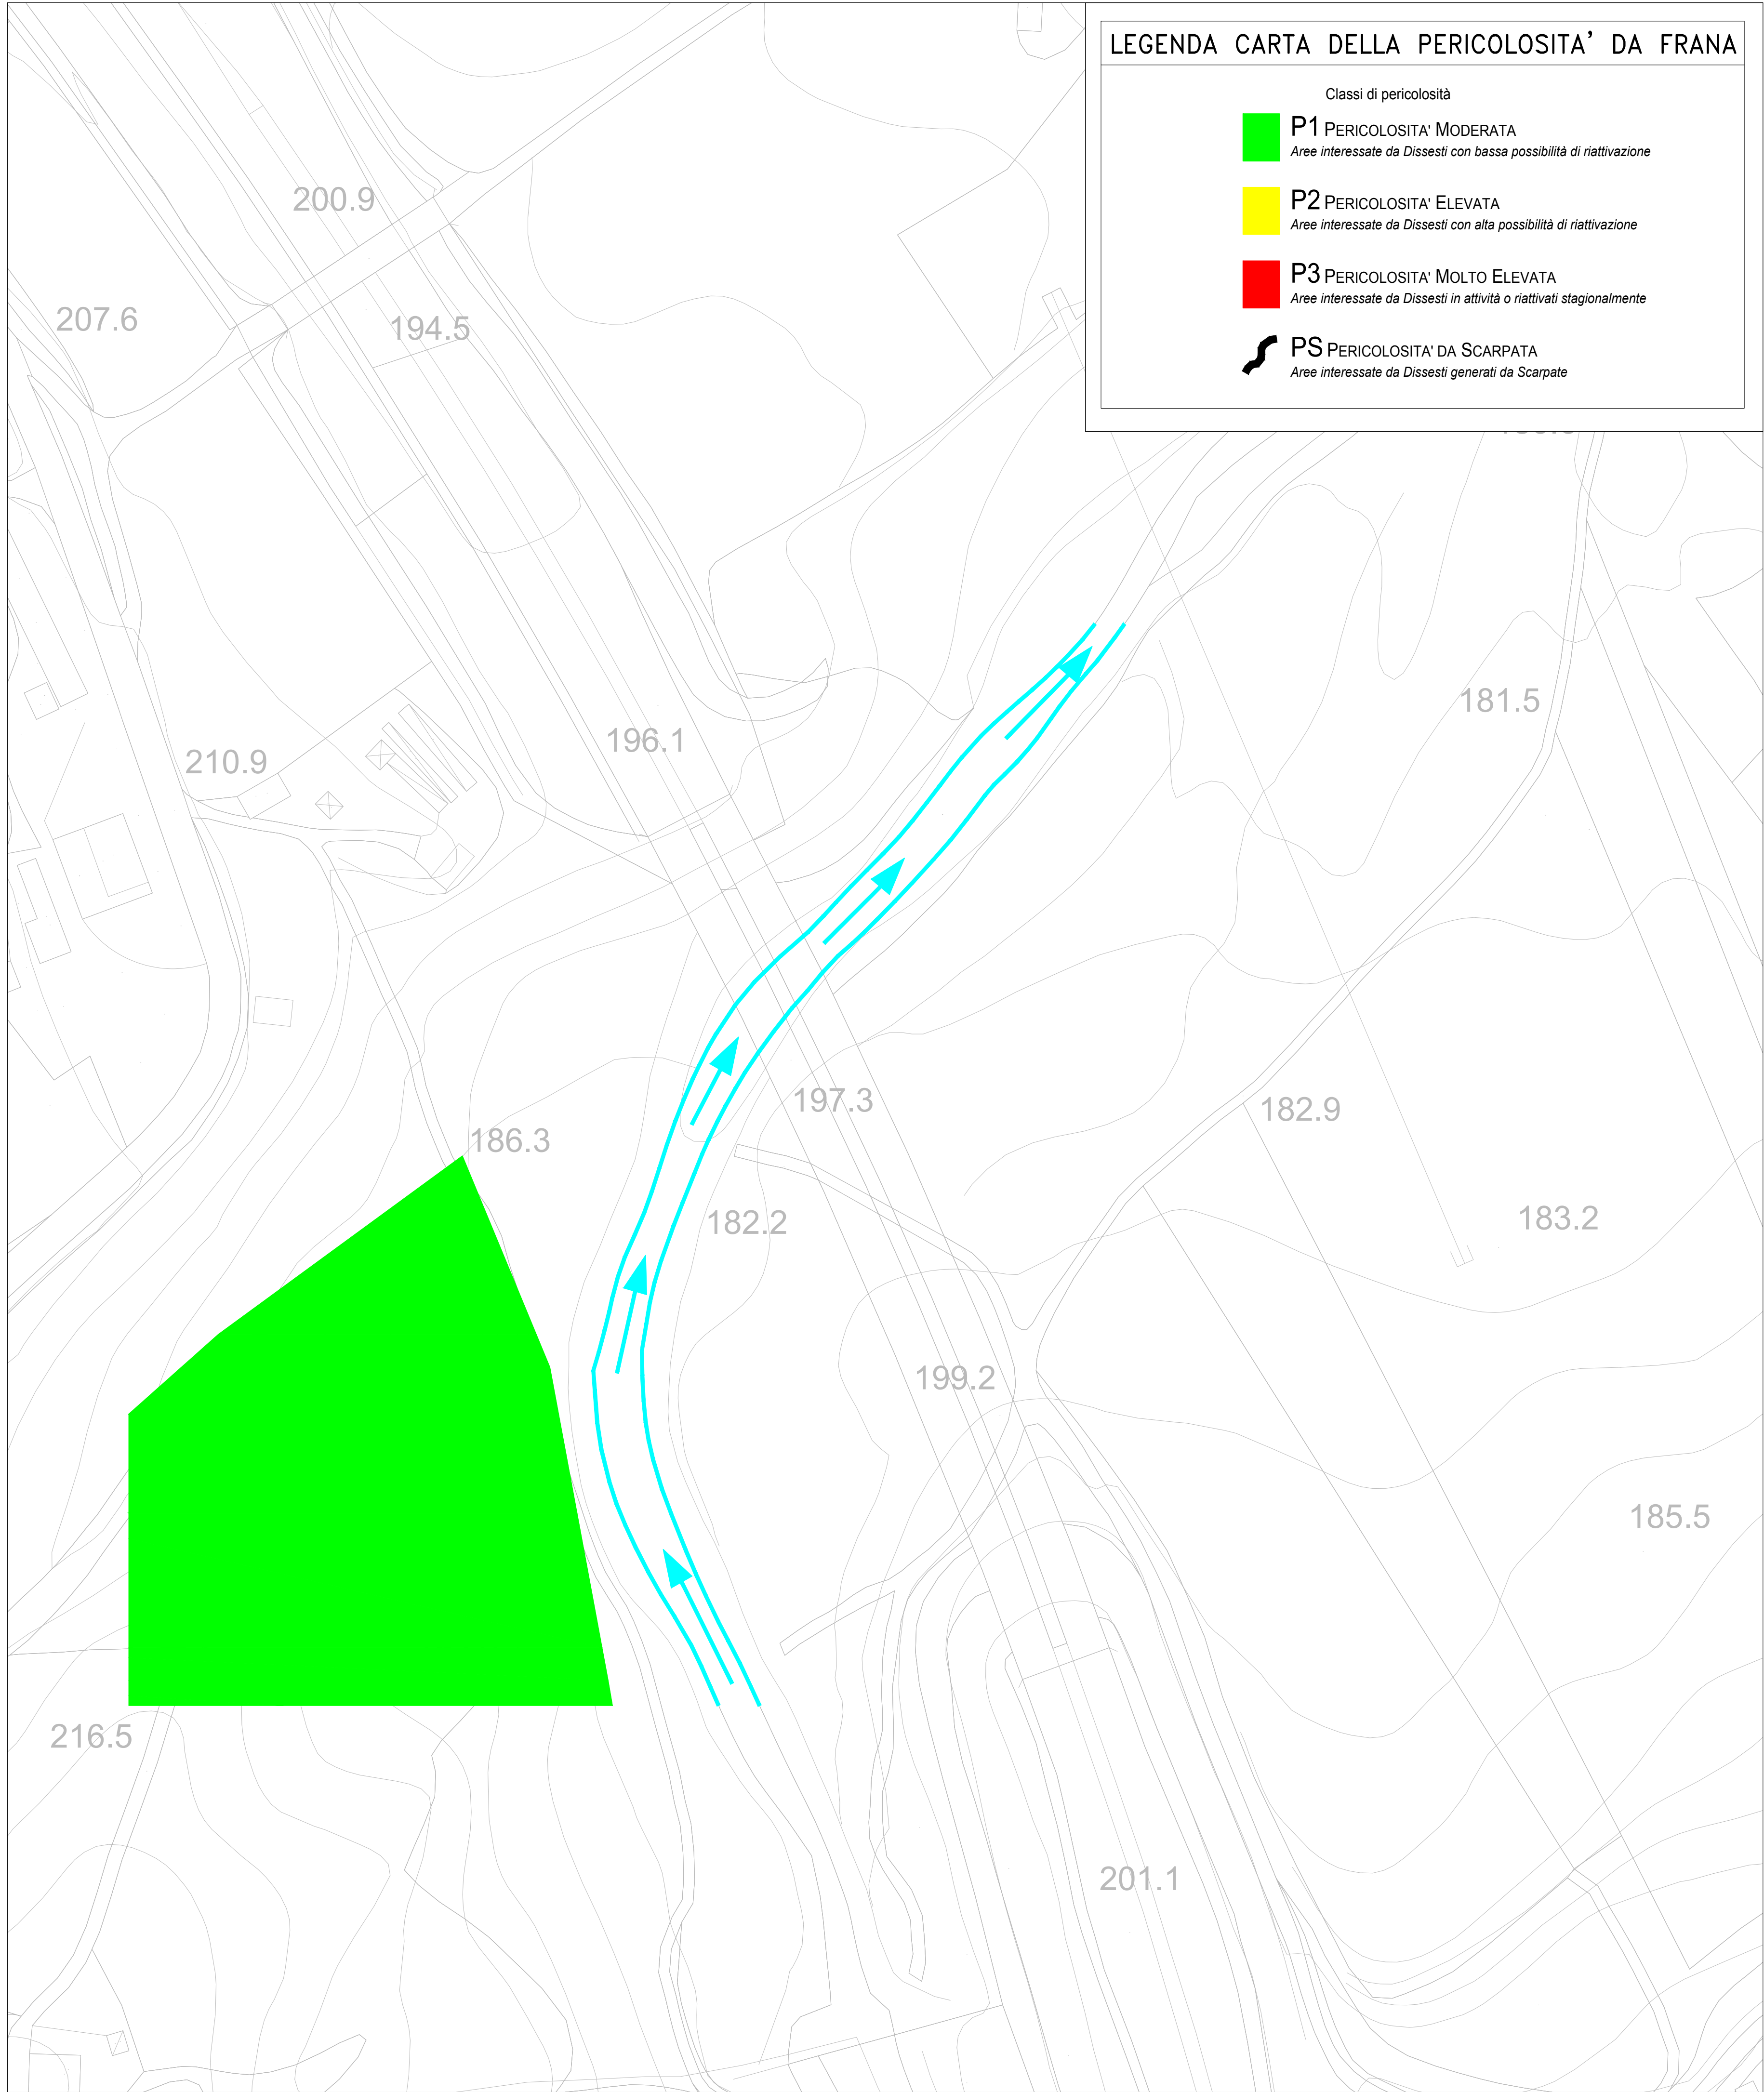 LEGENDA CARTA DELLA PERICOLOSITA' DA FRANA
Classi di pericolosità
P1 PERICOLOSITA' MODERATA
Aree interessate da Dissesti con bassa possibilità di riattivazione
P2 PERICOLOSITA' ELEVATA
Aree interessate da Dissesti con alta possibilità di riattivazione
P3 PERICOLOSITA' MOLTO ELEVATA
Aree interessate da Dissesti in attività o riattivati stagionalmente
PS PERICOLOSITA' DA SCARPATA
Aree interessate da Dissesti generati da Scarpate
200.9
207.6
194.5
181.5
196.1
210.9
197.3
182.9
186.3
182.2
183.2
199.2
185.5
216.5
201.1